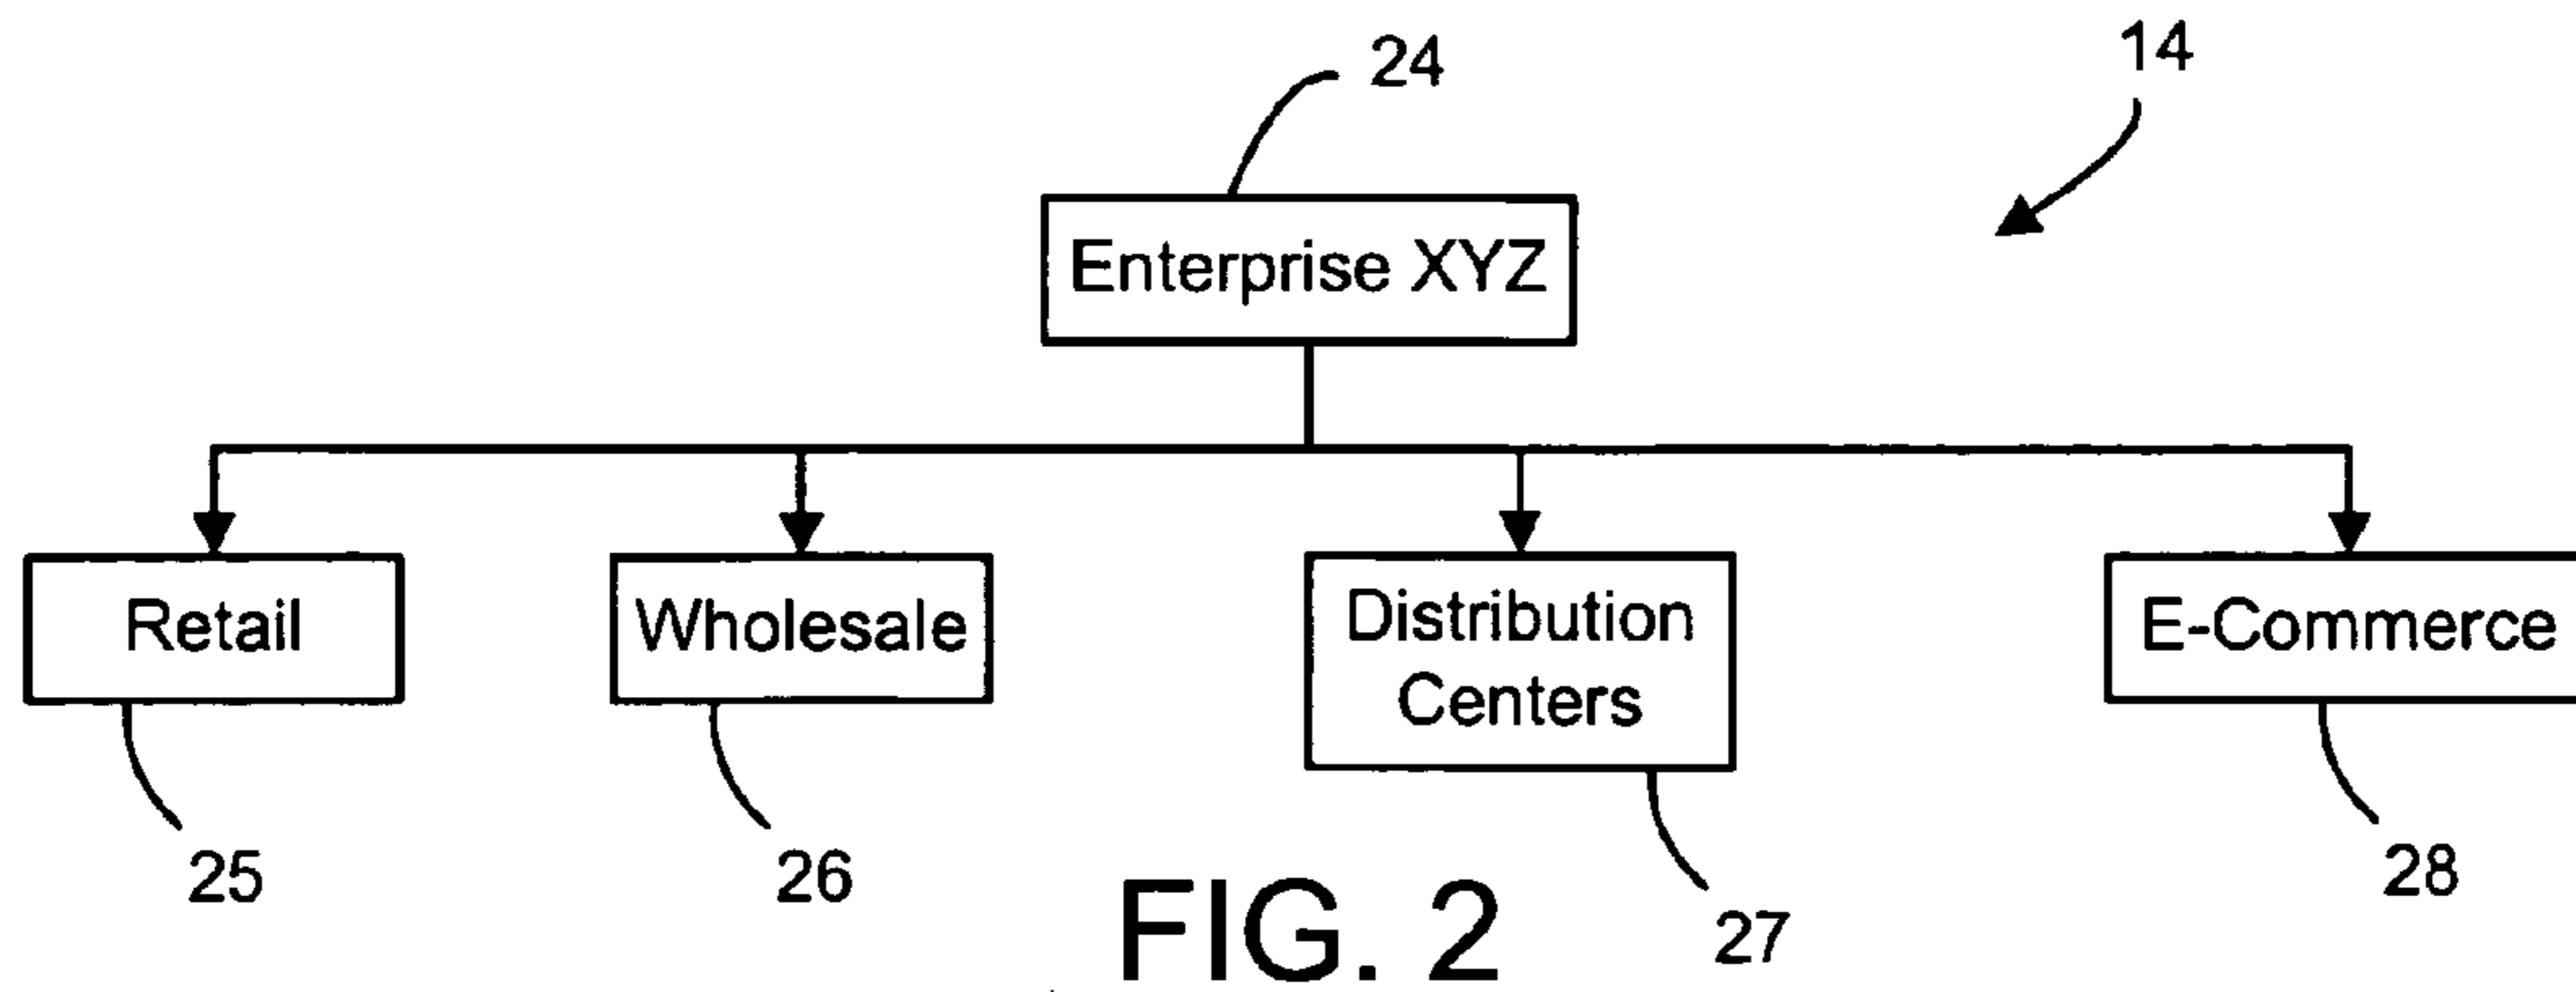 24
14
Enterprise XYZ
Retail
Wholesale
Distribution
Centers
E-Commerce
25
26
27
28
FIG. 2